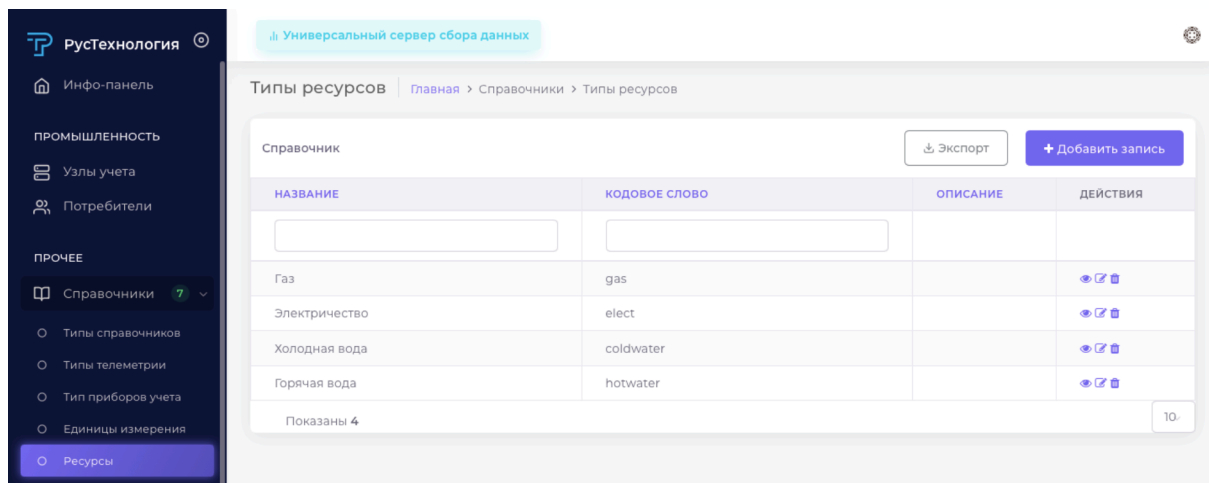 РусТехнология
Инфо-панель
ПРОМЫШЛЕННОСТЬ
Узлы учета
Потребители
ПРОЧЕЕ
Справочники 7
Типы справочников
Типы телеметрии
Тип приборов учета
Единицы измерения
Ресурсы
Универсальный сервер сбора данных
Типы ресурсов Главная > Справочники > Типы ресурсов
Справочник Экспорт + Добавить запись
НАЗВАНИЕ КОДОВОЕ СЛОВО ОПИСАНИЕ ДЕЙСТВИЯ
Газ gas
Электричество elect
Холодная вода coldwater
Горячая вода hotwater
Показаны 4 10